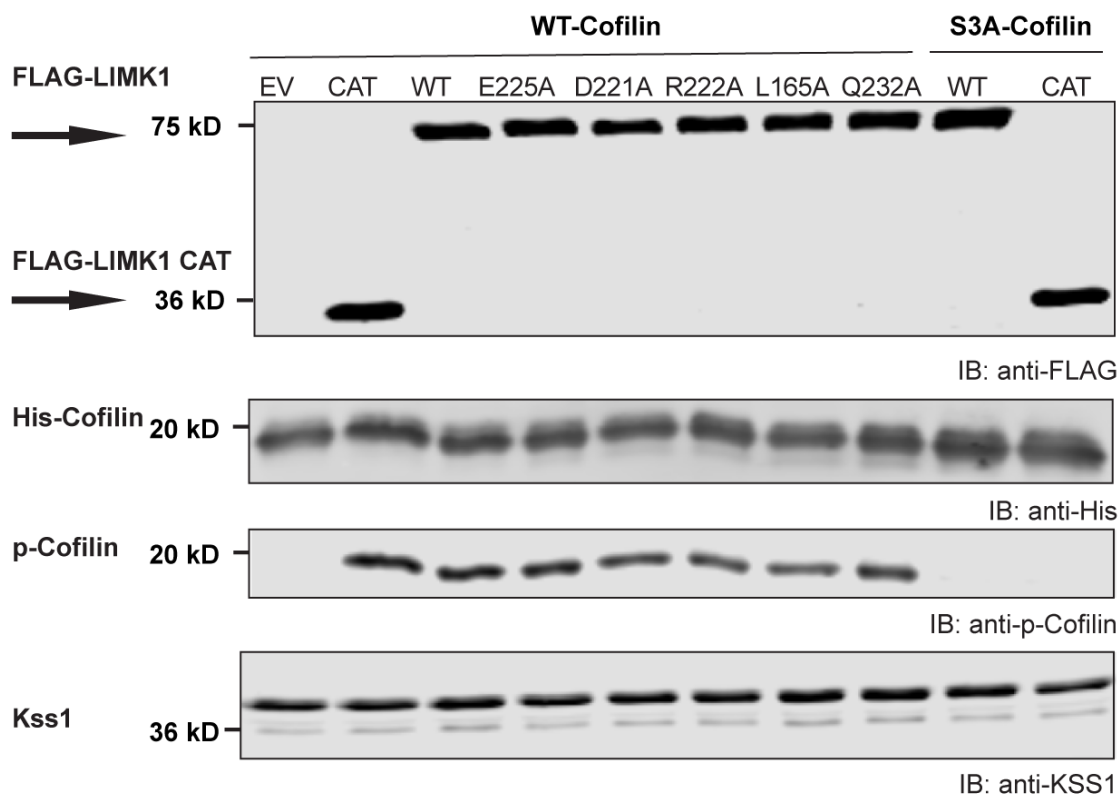 WT-Cofilin S3A-Cofilin
FLAG-LIMK1 EV CAT WT E225A D221A R222A L165A Q232A WT CAT
75 kD
FLAG-LIMK1 CAT
36 kD
IB: anti-FLAG
His-Cofilin 20 kD
IB: anti-His
p-Cofilin 20 kD
IB: anti-p-Cofilin
Kss1
36 kD
IB: anti-KSS1